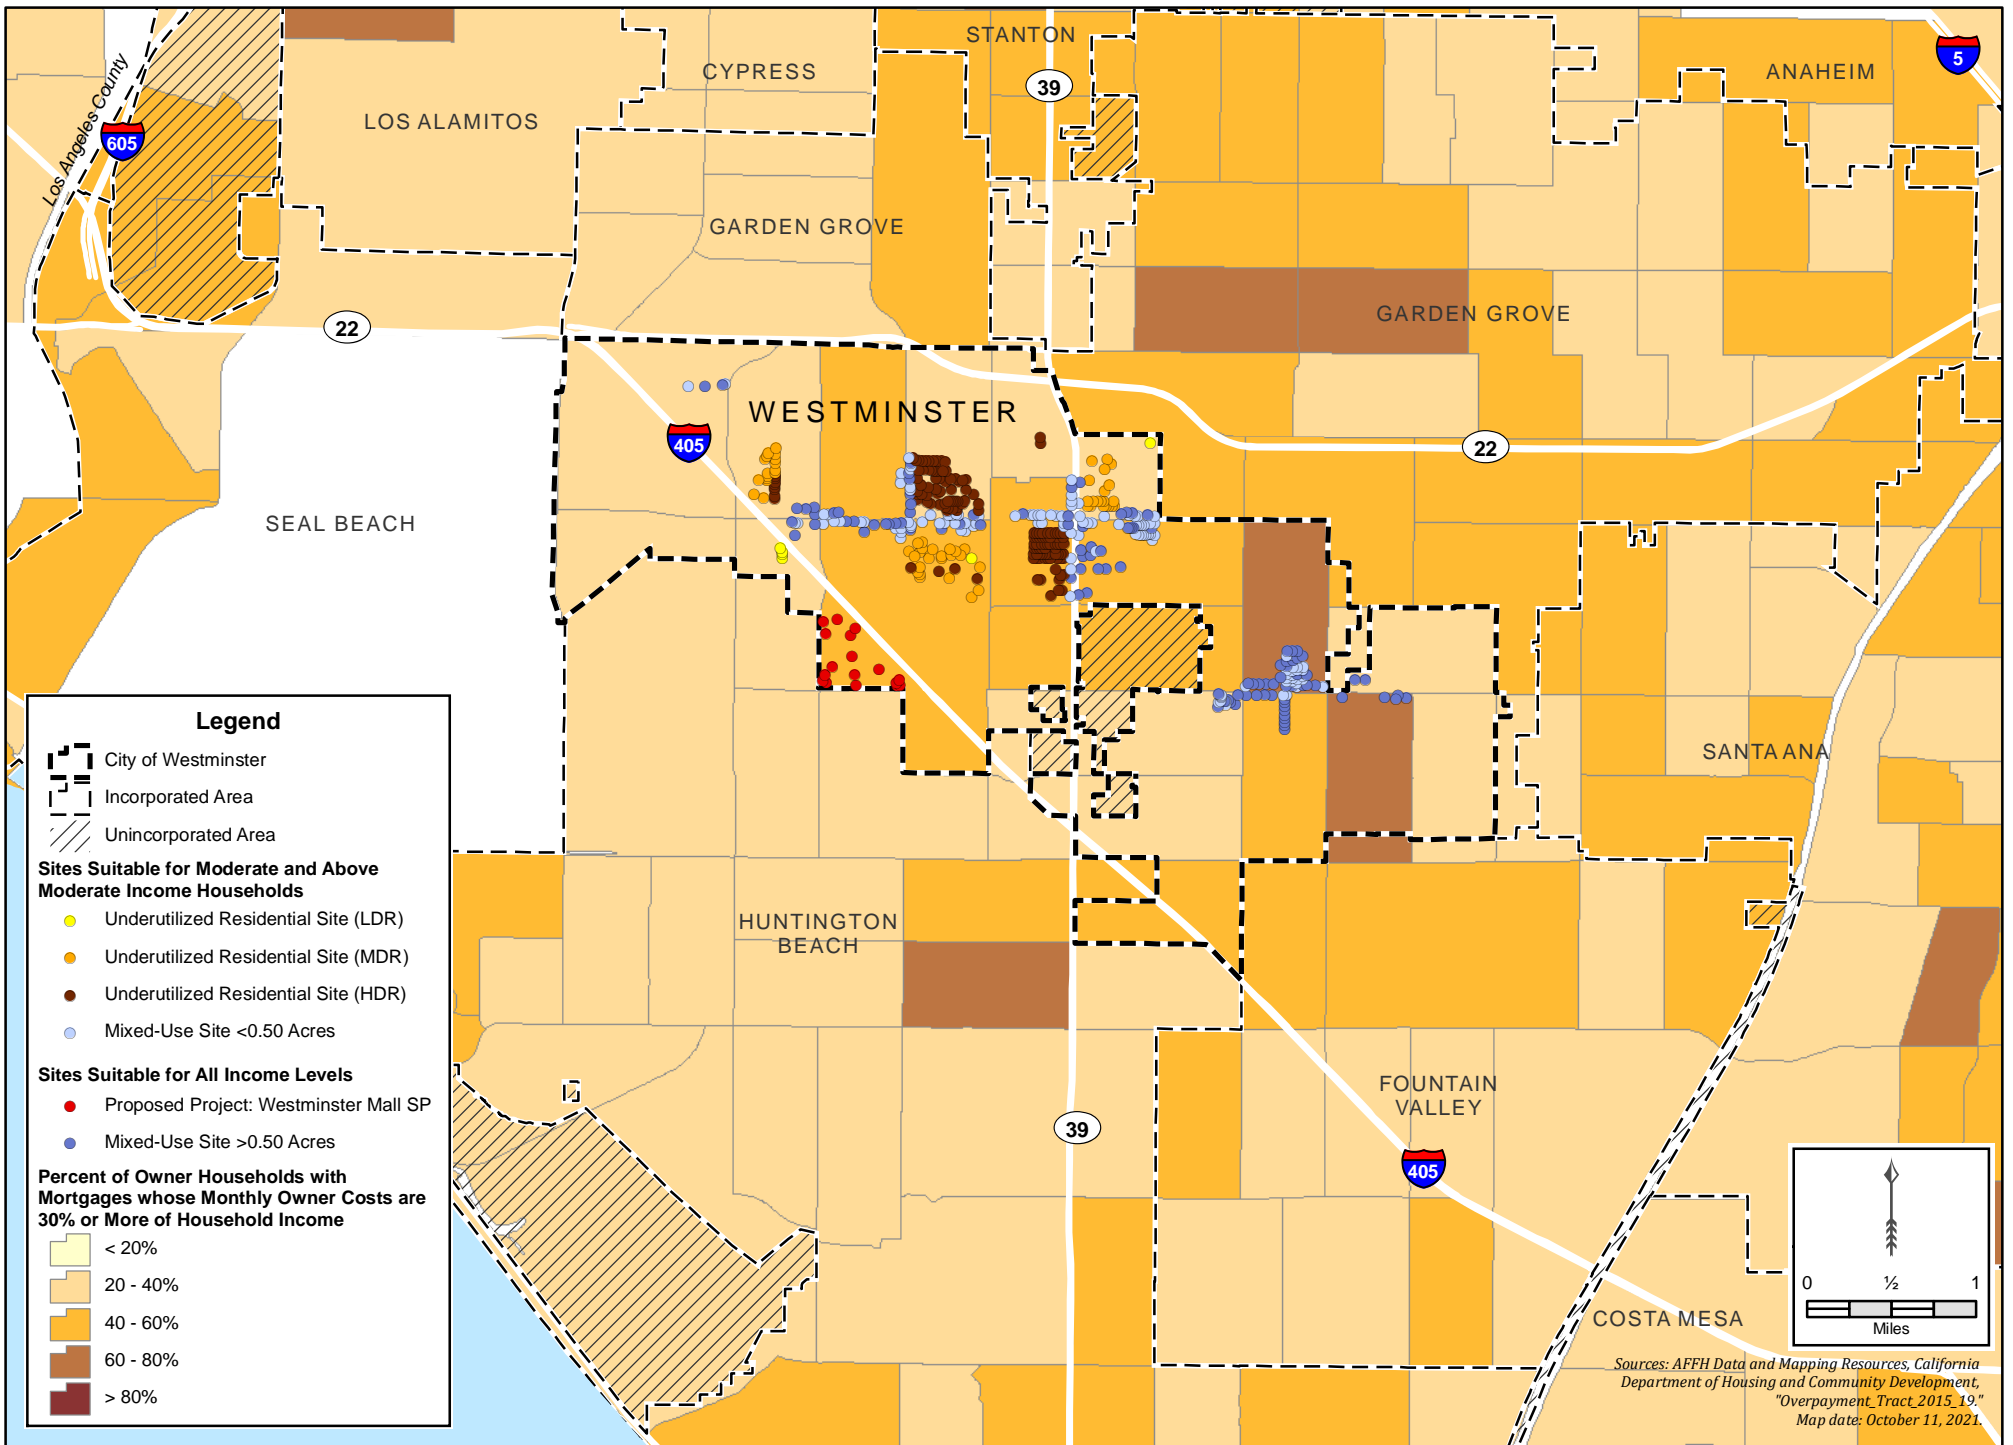 STANTON
CYPRESS
39
5
ANAHEIM
LOS ALAMITOS
Los Angeles County
605
GARDEN GROVE
GARDEN GROVE
22
WESTMINSTER
405
22
SEAL BEACH
SANTA ANA
HUNTINGTON
BEACH
FOUNTAIN
VALLEY
39
405
COSTA MESA
Legend
City of Westminster
Incorporated Area
Unincorporated Area
Sites Suitable for Moderate and Above
Moderate Income Households
Underutilized Residential Site (LDR)
Underutilized Residential Site (MDR)
Underutilized Residential Site (HDR)
Mixed-Use Site <0.50 Acres
Sites Suitable for All Income Levels
Proposed Project: Westminster Mall SP
Mixed-Use Site >0.50 Acres
Percent of Owner Households with
Mortgages whose Monthly Owner Costs are
30% or More of Household Income
< 20%
20 - 40%
40 - 60%
60 - 80%
> 80%
0 ½ 1
Miles
Sources: AFFH Data and Mapping Resources, California
Department of Housing and Community Development,
"Overpayment_Tract_2015_19."
Map date: October 11, 2021.